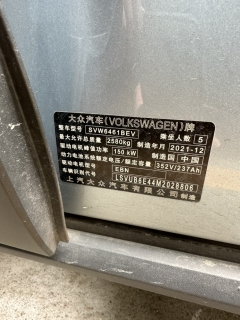 大众汽车(VOLKSWAGEN)牌
整车型号 SVW6461BEV 乘坐人数 5
最大允许总质量 2580kg 制造年月 2021-12
驱动电机峰值功率 150 kW 制造国 中国
动力电池系统额定电压/额定容量 352V/237Ah
驱动电机型号 EBN
车辆识别代号 LSVUB6E44M2028806
上汽大众汽车有限公司 制造